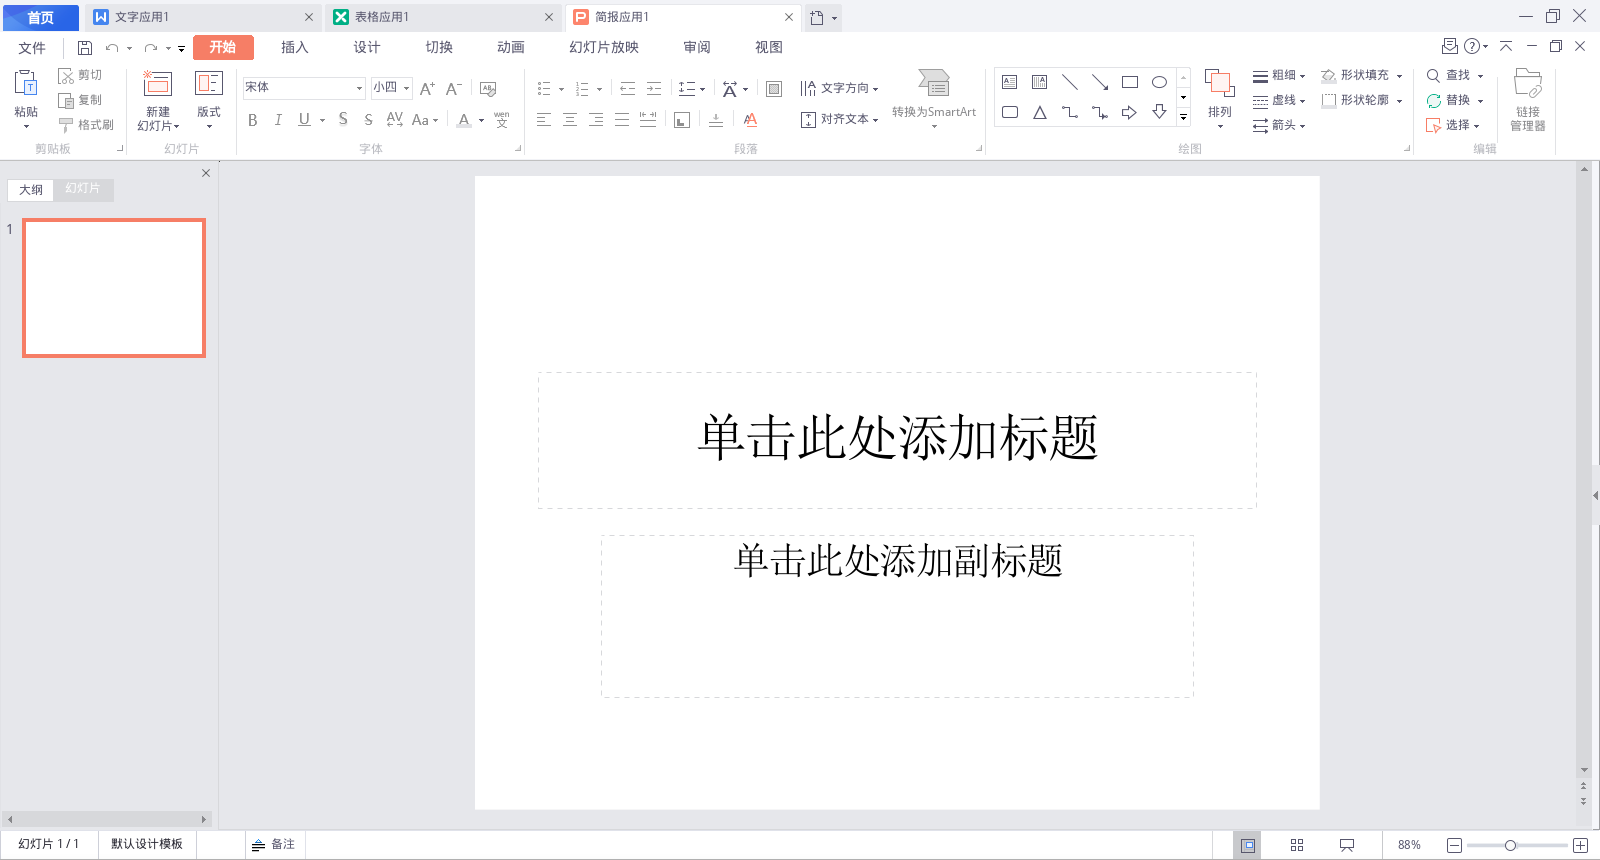 首页
文字应用1
表格应用1
简报应用1
文件
开始
插入
设计
切换
动画
幻灯片放映
审阅
视图
粘贴
剪切
复制
格式刷
剪贴板
新建
幻灯片
版式
幻灯片
宋体
小四
字体
文字方向
对齐文本
转换为SmartArt
段落
排列
粗细
虚线
箭头
形状填充
形状轮廓
绘图
查找
替换
选择
链接
管理器
编辑
大纲
幻灯片
1
单击此处添加标题
单击此处添加副标题
幻灯片 1 / 1
默认设计模板
备注
88%